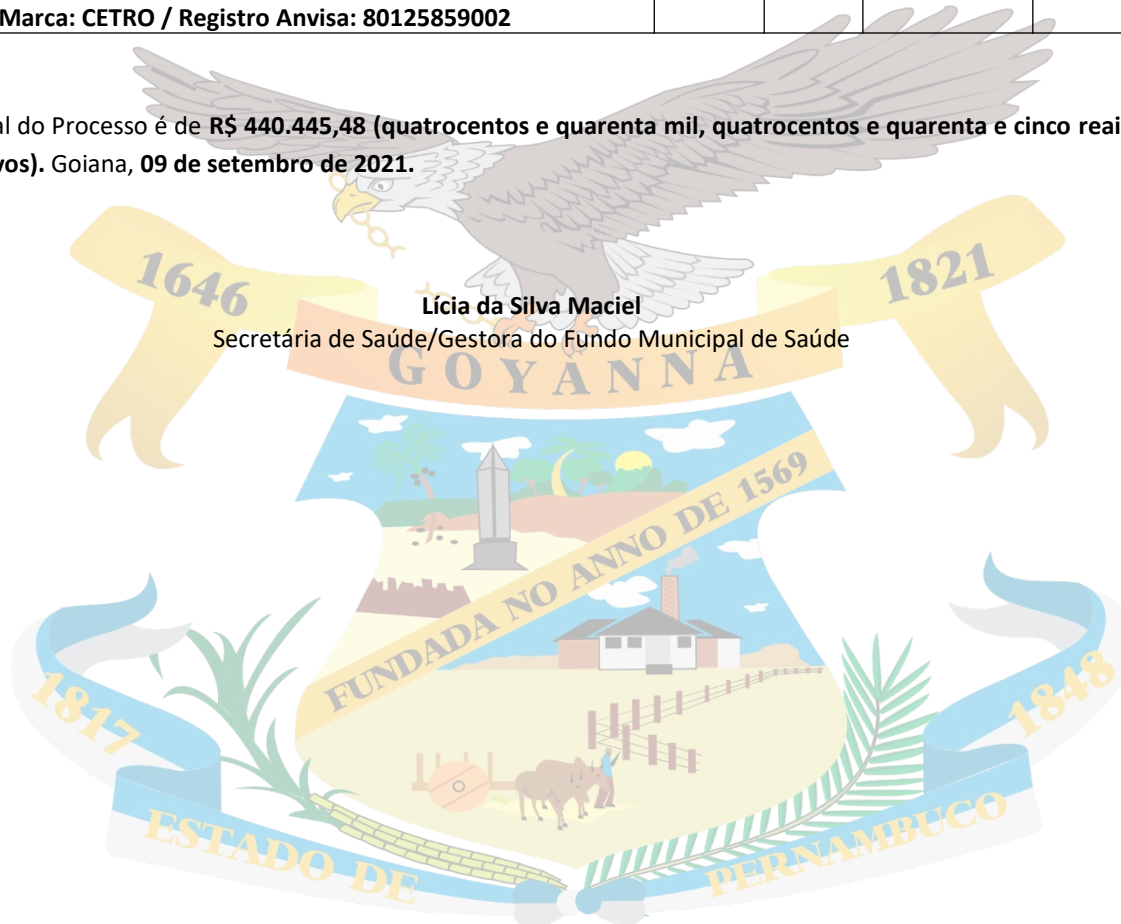 Marca: CETRO / Registro Anvisa: 80125859002
al do Processo é de R$ 440.445,48 (quatrocentos e quarenta mil, quatrocentos e quarenta e cinco reai
vos). Goiana, 09 de setembro de 2021.
1646
1821
Lícia da Silva Maciel
Secretária de Saúde/Gestora do Fundo Municipal de Saúde
GOYANNA
FUNDADA NO ANNO DE 1569
1817
1848
ESTADO DE
PERNAMBUCO